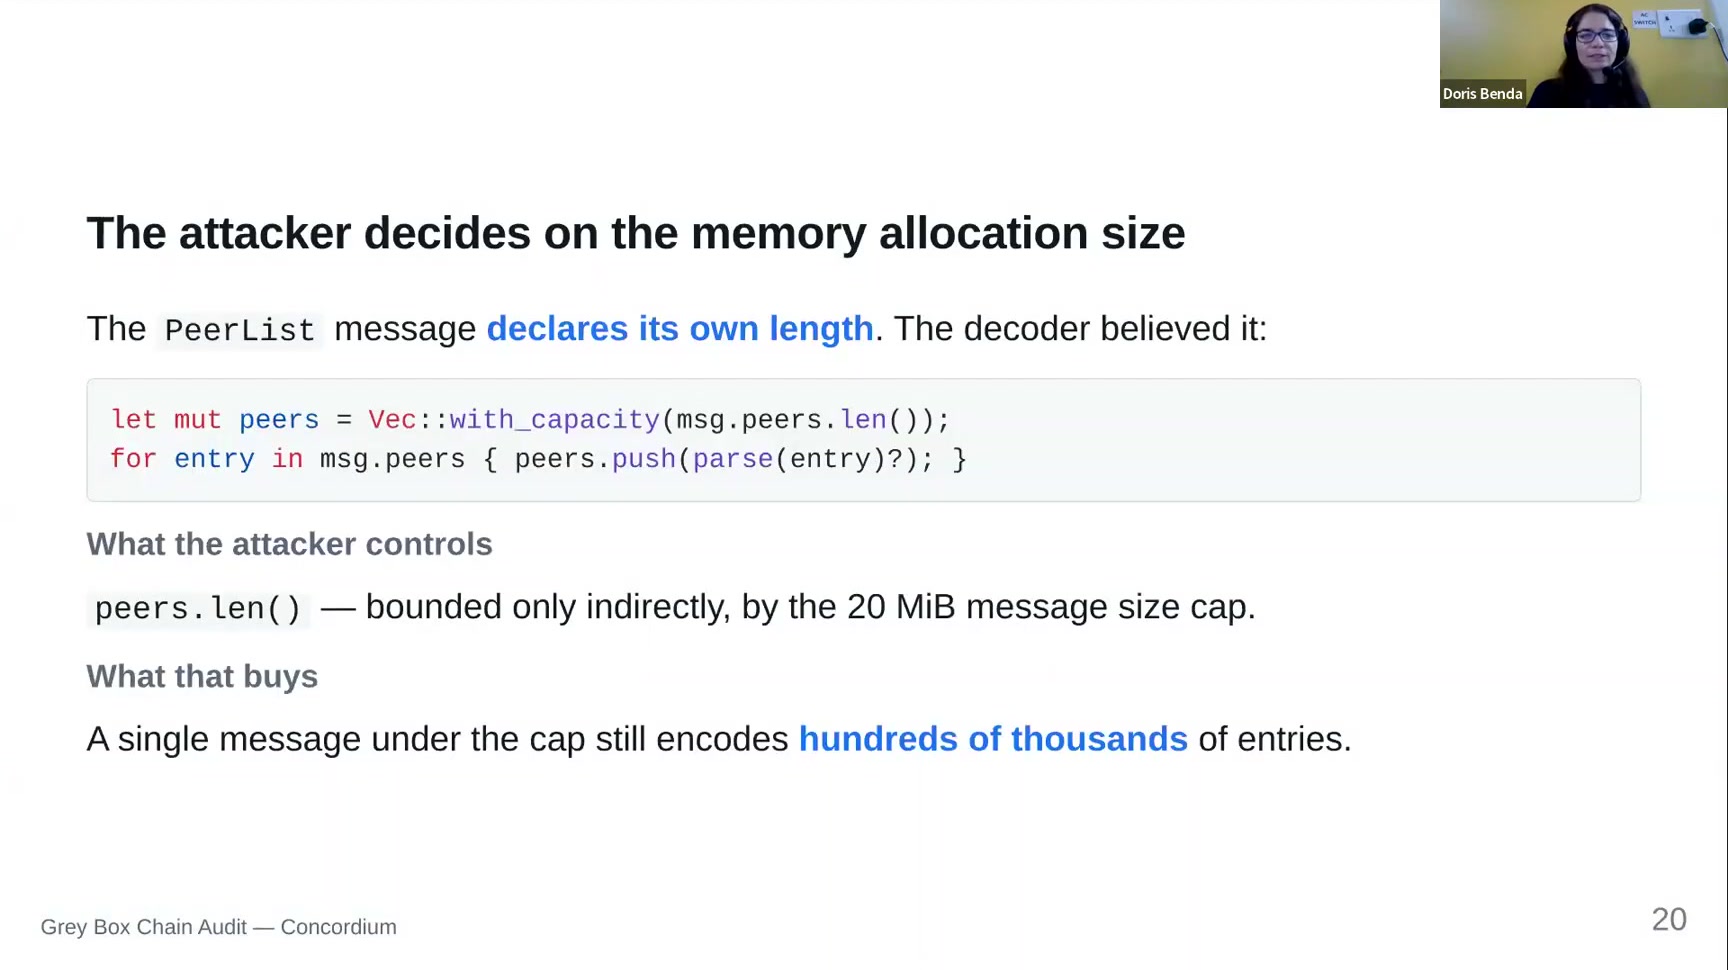 AC
SWITCH
Doris Benda
The attacker decides on the memory allocation size
The PeerList message declares its own length. The decoder believed it:
let mut peers = Vec::with_capacity(msg.peers.len());
for entry in msg.peers { peers.push(parse(entry)?); }
What the attacker controls
peers.len() — bounded only indirectly, by the 20 MiB message size cap.
What that buys
A single message under the cap still encodes hundreds of thousands of entries.
Grey Box Chain Audit — Concordium
20